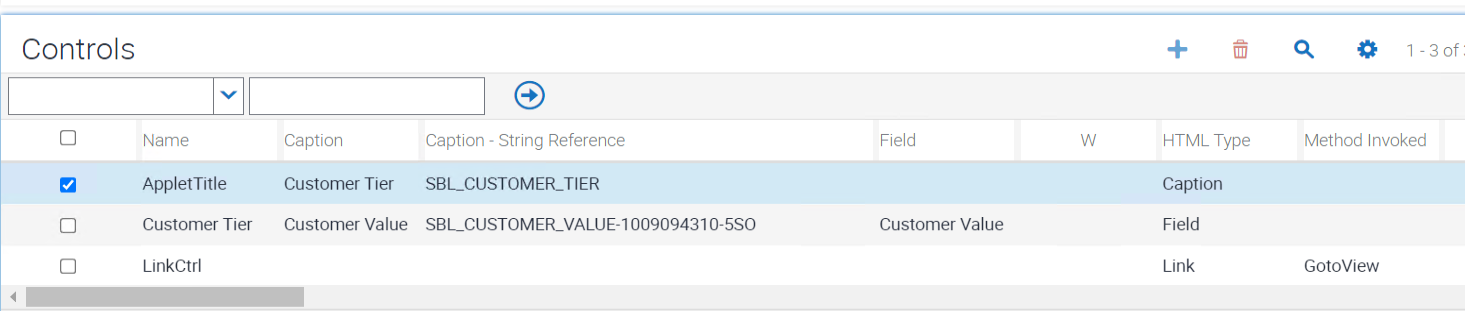 Controls
1 - 3 of
Name Caption Caption - String Reference Field W HTML Type Method Invoked
AppletTitle Customer Tier SBL_CUSTOMER_TIER Caption
Customer Tier Customer Value SBL_CUSTOMER_VALUE-1009094310-5SO Customer Value Field
LinkCtrl Link GotoView